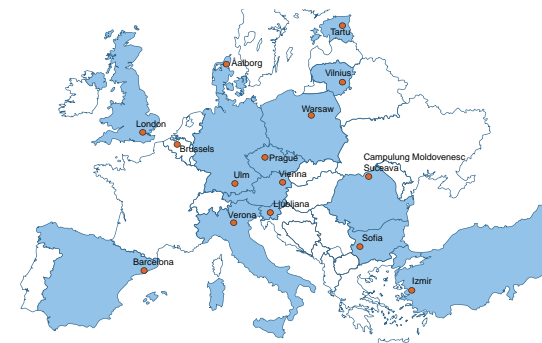 Tartu
Aalborg
Vilnius
Warsaw
London
Brussels
Prague
Campulung Moldovenesc
Suceava
Ulm
Vienna
Ljubljana
Verona
Sofia
Barcelona
Izmir